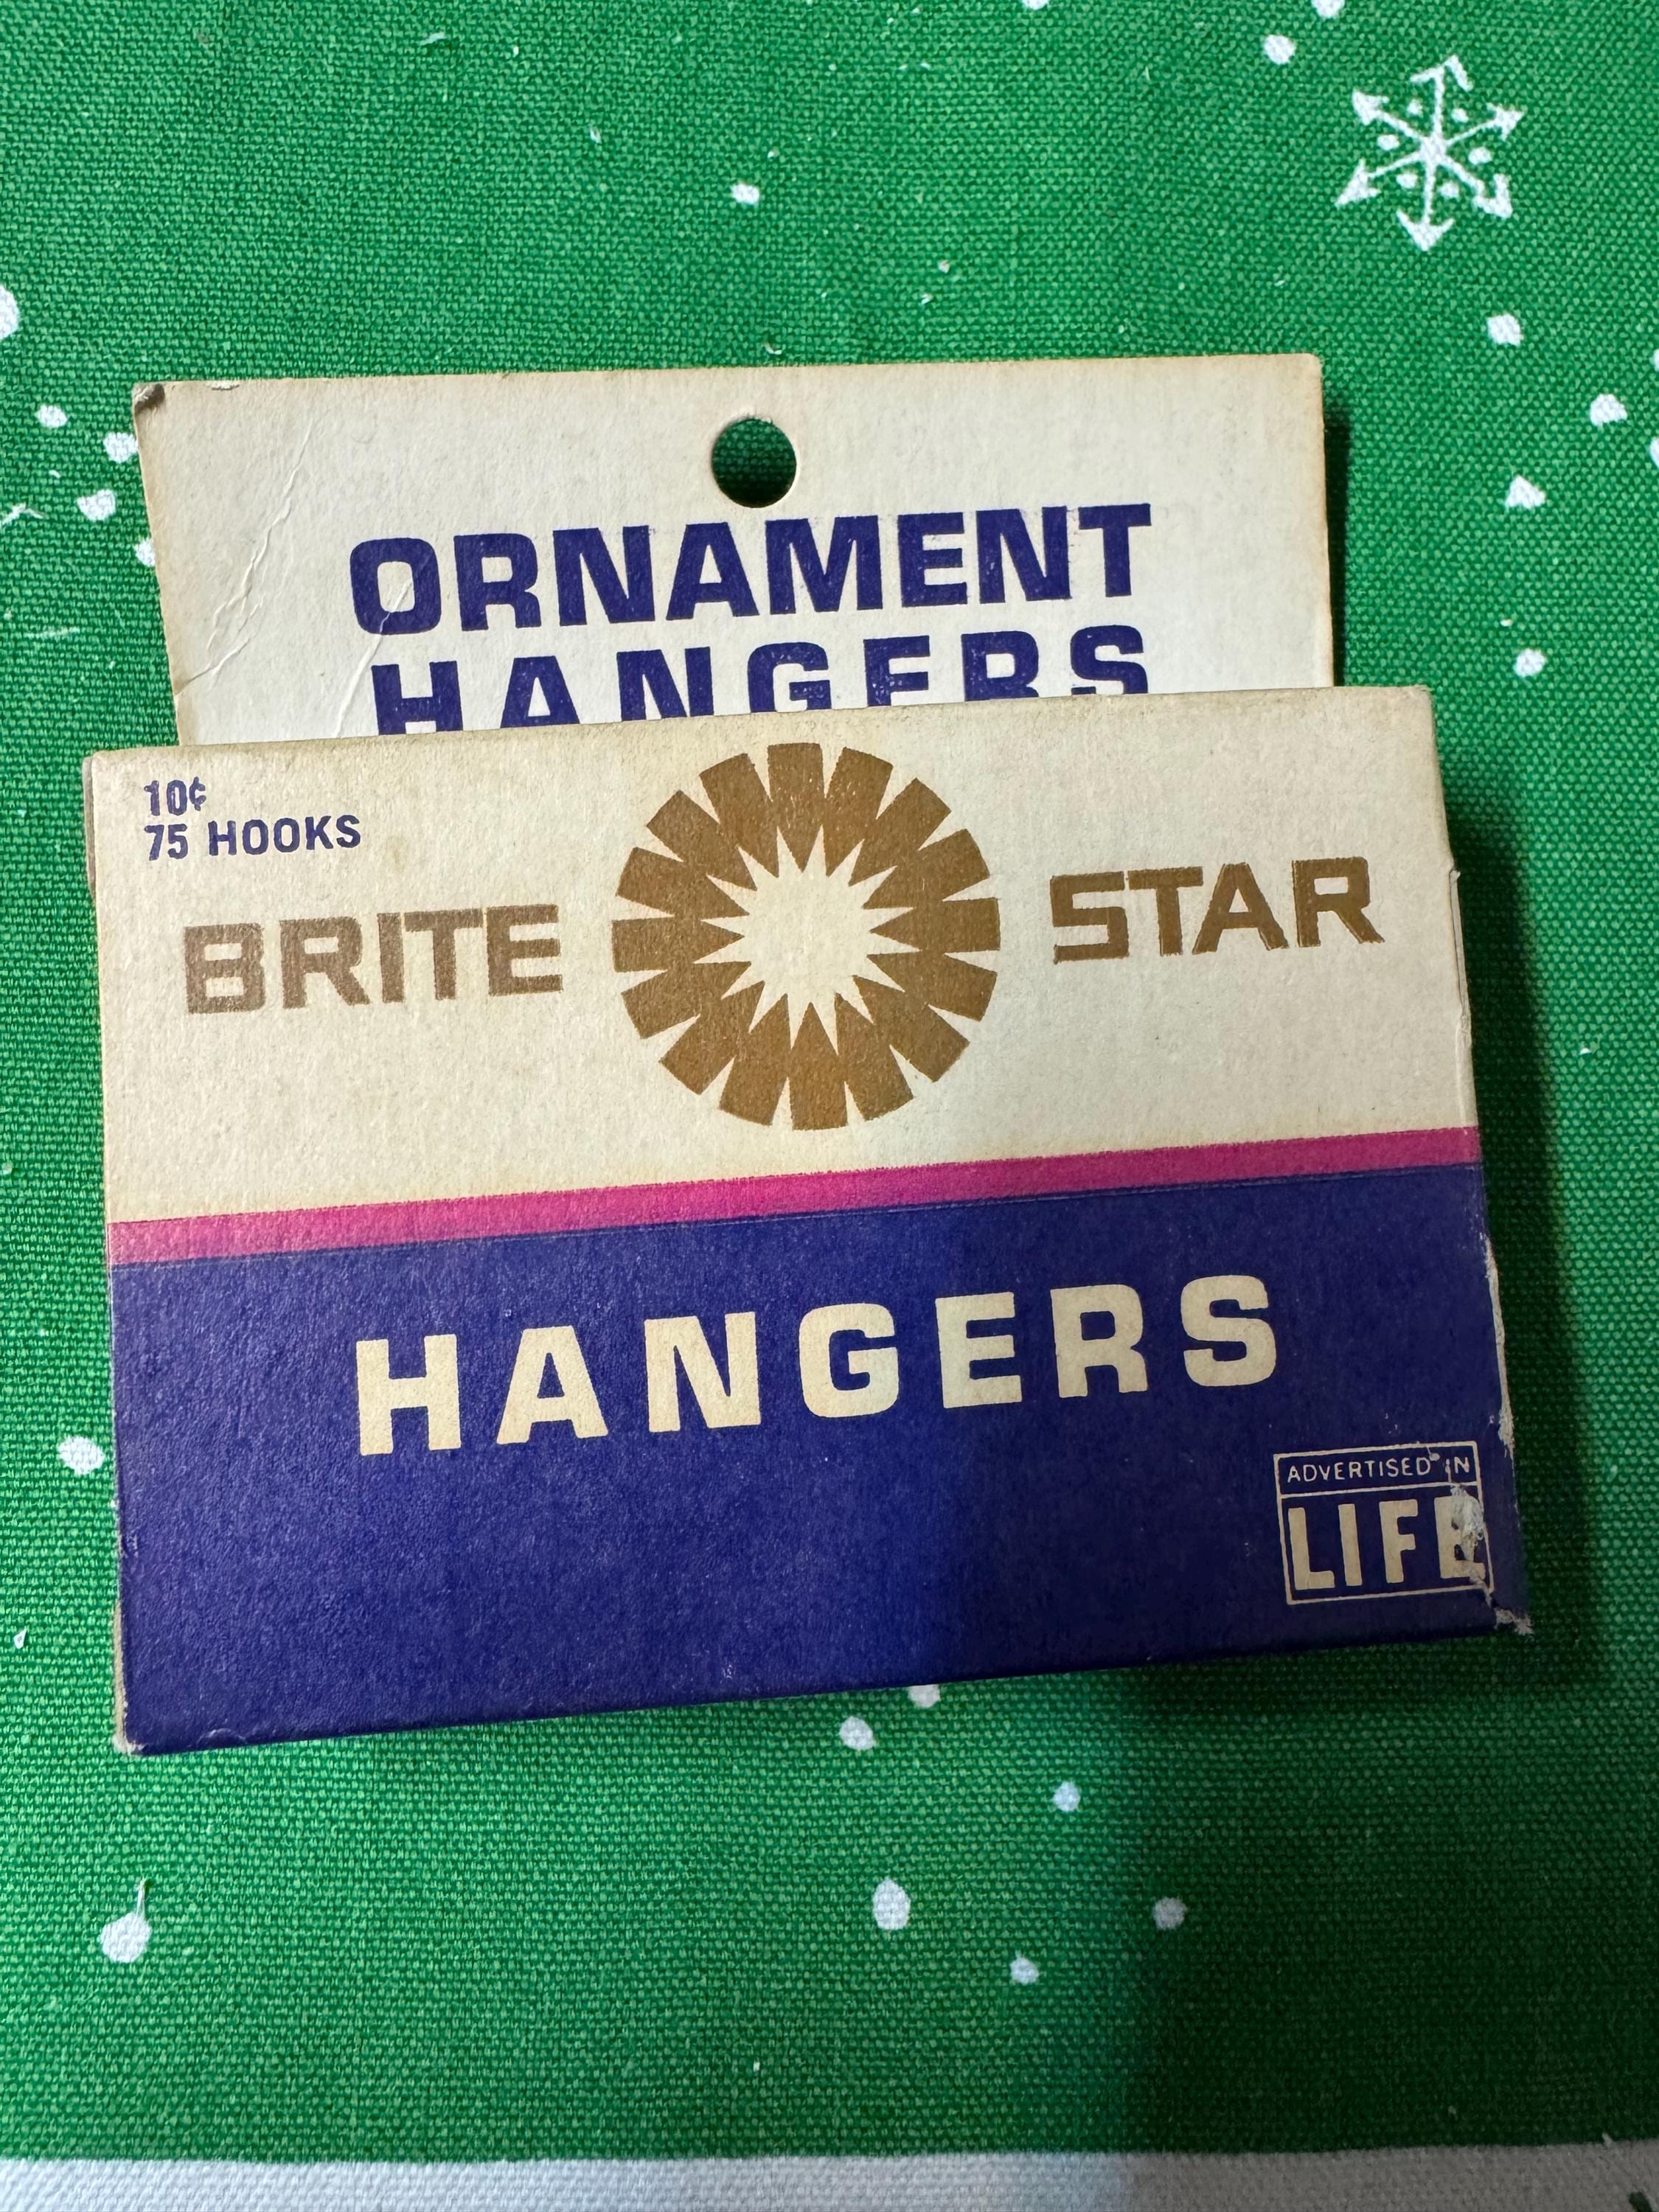 ORNAMENT
HANGERS
10¢
75 HOOKS
BRITE STAR
HANGERS
ADVERTISED IN
LIFE